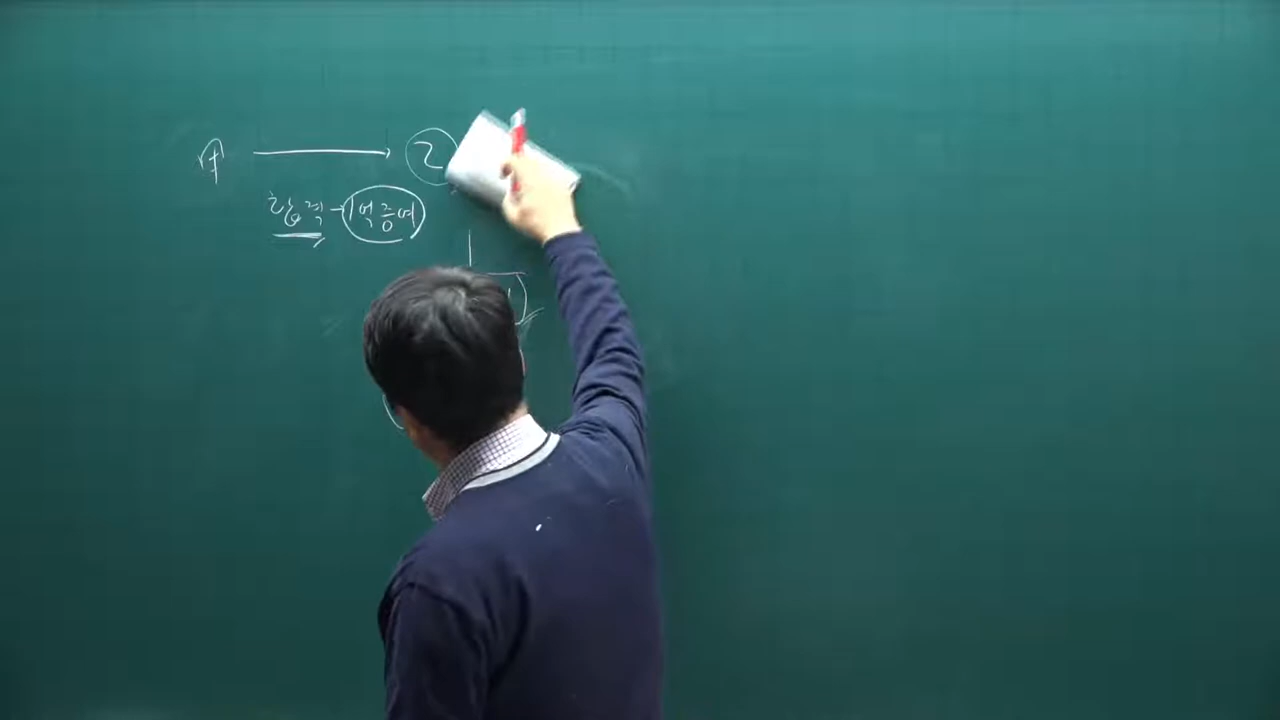 甲 → 乙
합격 → 1억 증여